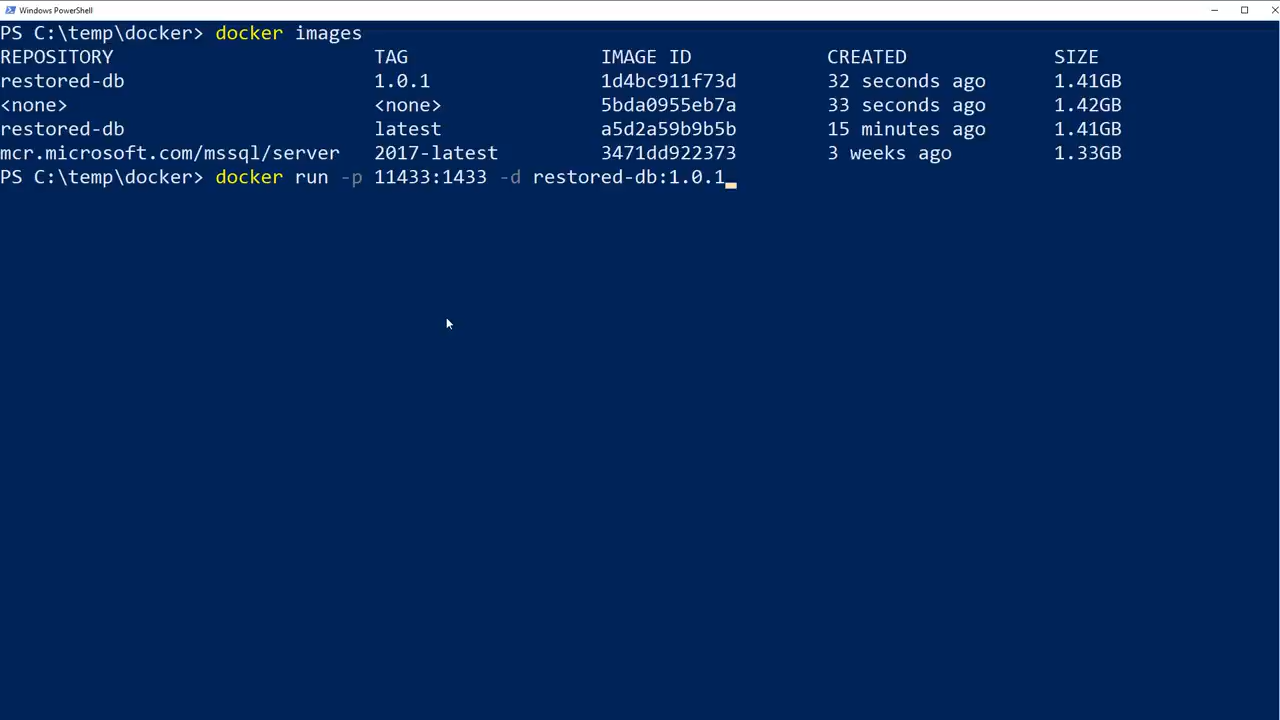 Windows PowerShell
PS C:\temp\docker> docker images
REPOSITORY TAG IMAGE ID CREATED SIZE
restored-db 1.0.1 1d4bc911f73d 32 seconds ago 1.41GB
<none> <none> 5bda0955eb7a 33 seconds ago 1.42GB
restored-db latest a5d2a59b9b5b 15 minutes ago 1.41GB
mcr.microsoft.com/mssql/server 2017-latest 3471dd922373 3 weeks ago 1.33GB
PS C:\temp\docker> docker run -p 11433:1433 -d restored-db:1.0.1